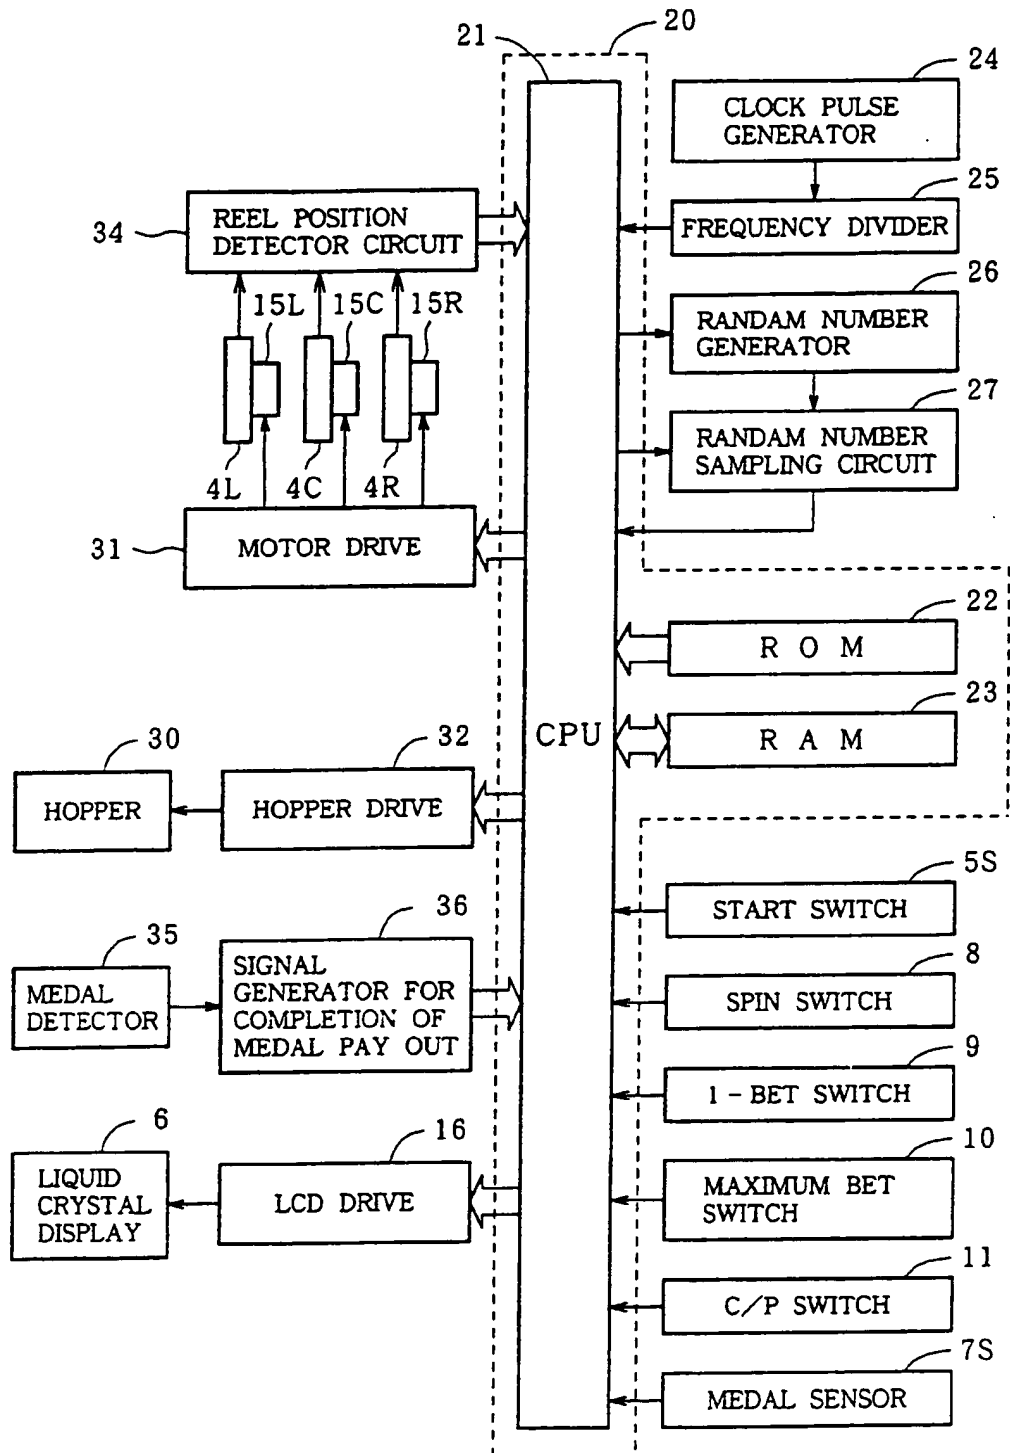 21
20
24
CLOCK PULSE
GENERATOR
25
FREQUENCY DIVIDER
34
REEL POSITION
DETECTOR CIRCUIT
26
RANDAM NUMBER
GENERATOR
15L
15C
15R
27
RANDAM NUMBER
SAMPLING CIRCUIT
4L
4C
4R
31
MOTOR DRIVE
22
ROM
23
RAM
CPU
30
HOPPER
32
HOPPER DRIVE
5S
START SWITCH
35
MEDAL
DETECTOR
36
SIGNAL
GENERATOR FOR
COMPLETION OF
MEDAL PAY OUT
8
SPIN SWITCH
9
1-BET SWITCH
6
LIQUID
CRYSTAL
DISPLAY
16
LCD DRIVE
10
MAXIMUM BET
SWITCH
11
C/P SWITCH
7S
MEDAL SENSOR